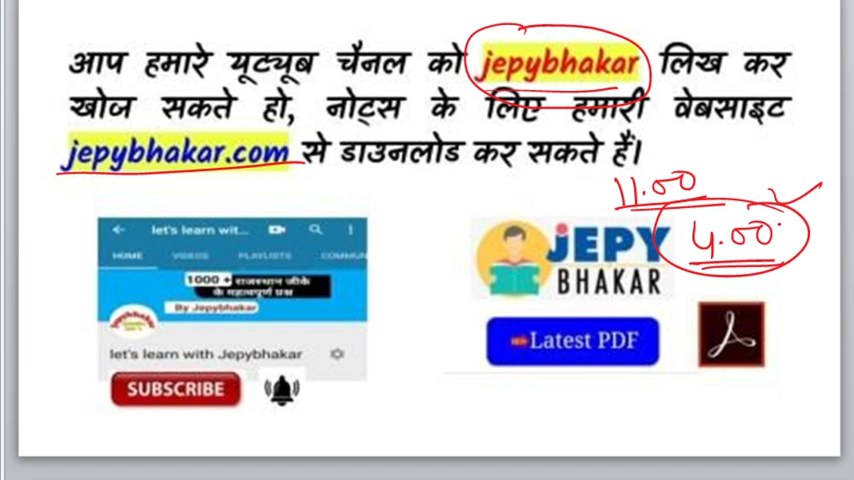 आप हमारे यूट्यूब चैनल को jepybhakar लिख कर
खोज सकते हो, नोट्स के लिए हमारी वेबसाइट
jepybhakar.com से डाउनलोड कर सकते हैं।
11.00
4.00
let's learn wit...
HOME VIDEOS PLAYLISTS COMMUN
1000 + राजस्थान जीके
के महत्वपूर्ण प्रश्न
By Jepybhakar
let's learn with Jepybhakar
SUBSCRIBE
JEPY
BHAKAR
Latest PDF